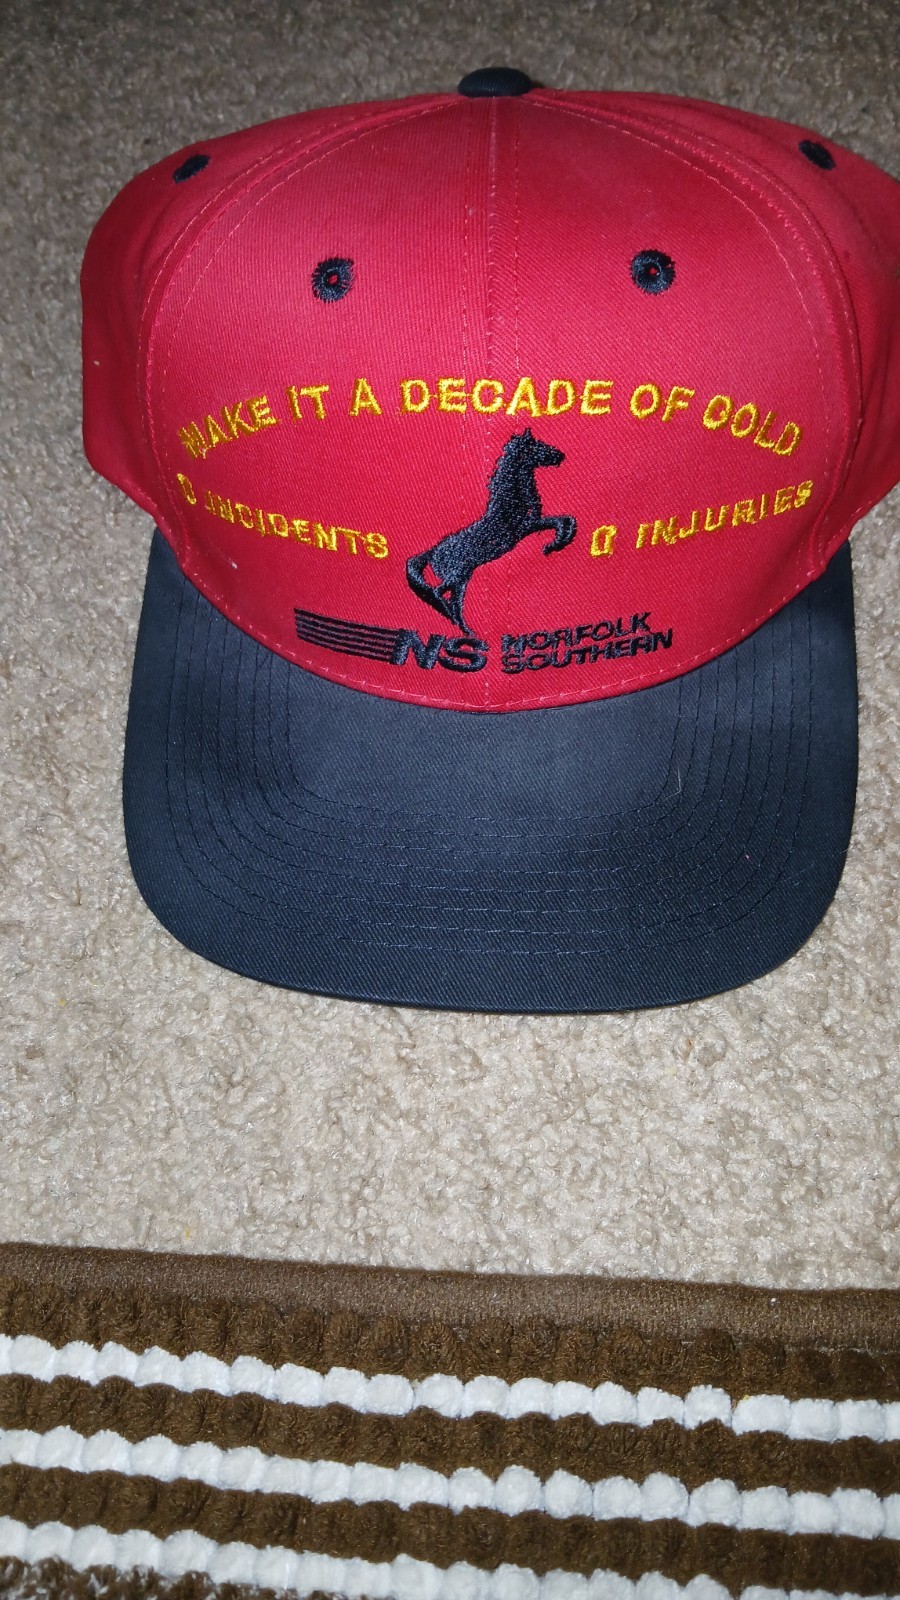 MAKE IT A DECADE OF GOLD
0 INCIDENTS 0 INJURIES
NS NORFOLK
SOUTHERN